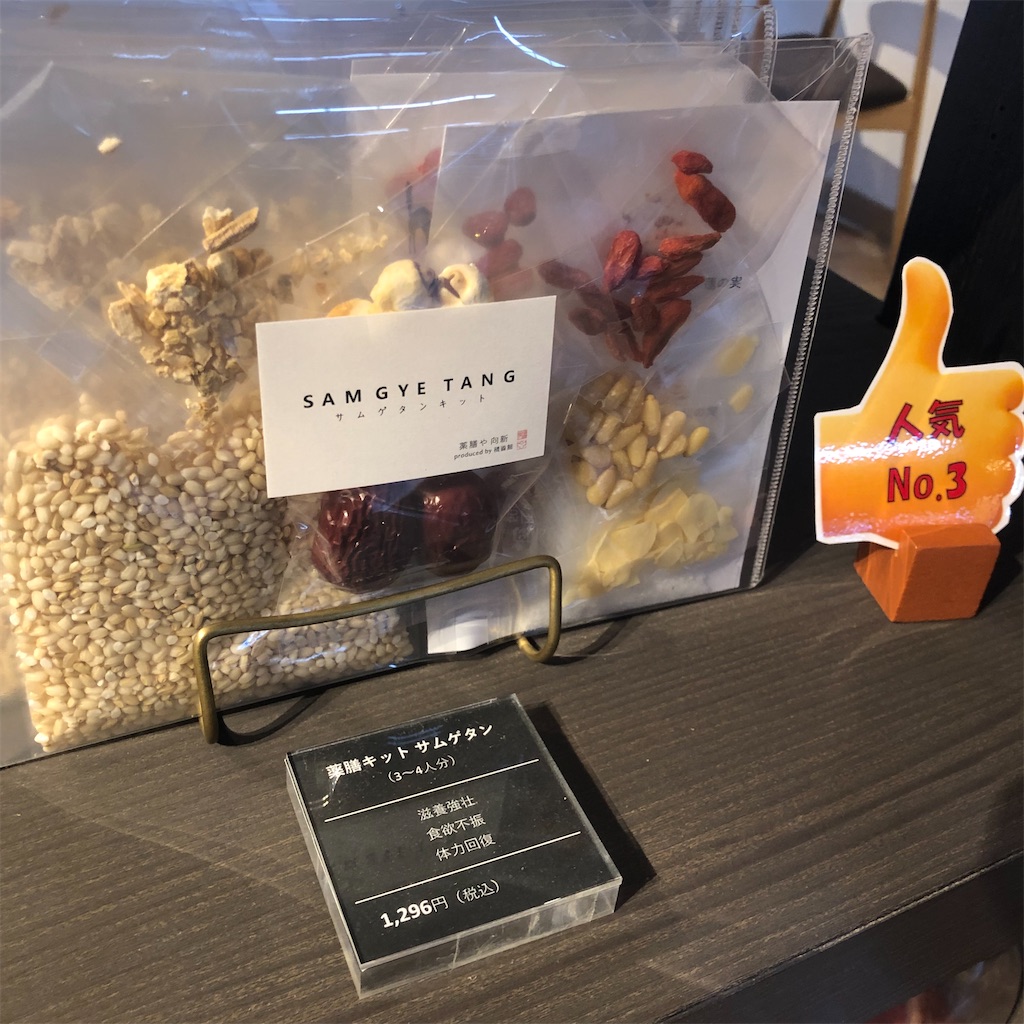 SAM GYE TANG
サムゲタンキット
薬膳や向新
の実
人気
No.3
薬膳キット サムゲタン
(3〜4人分)
滋養強壮
食欲不振
体力回復
1,296円（税込）